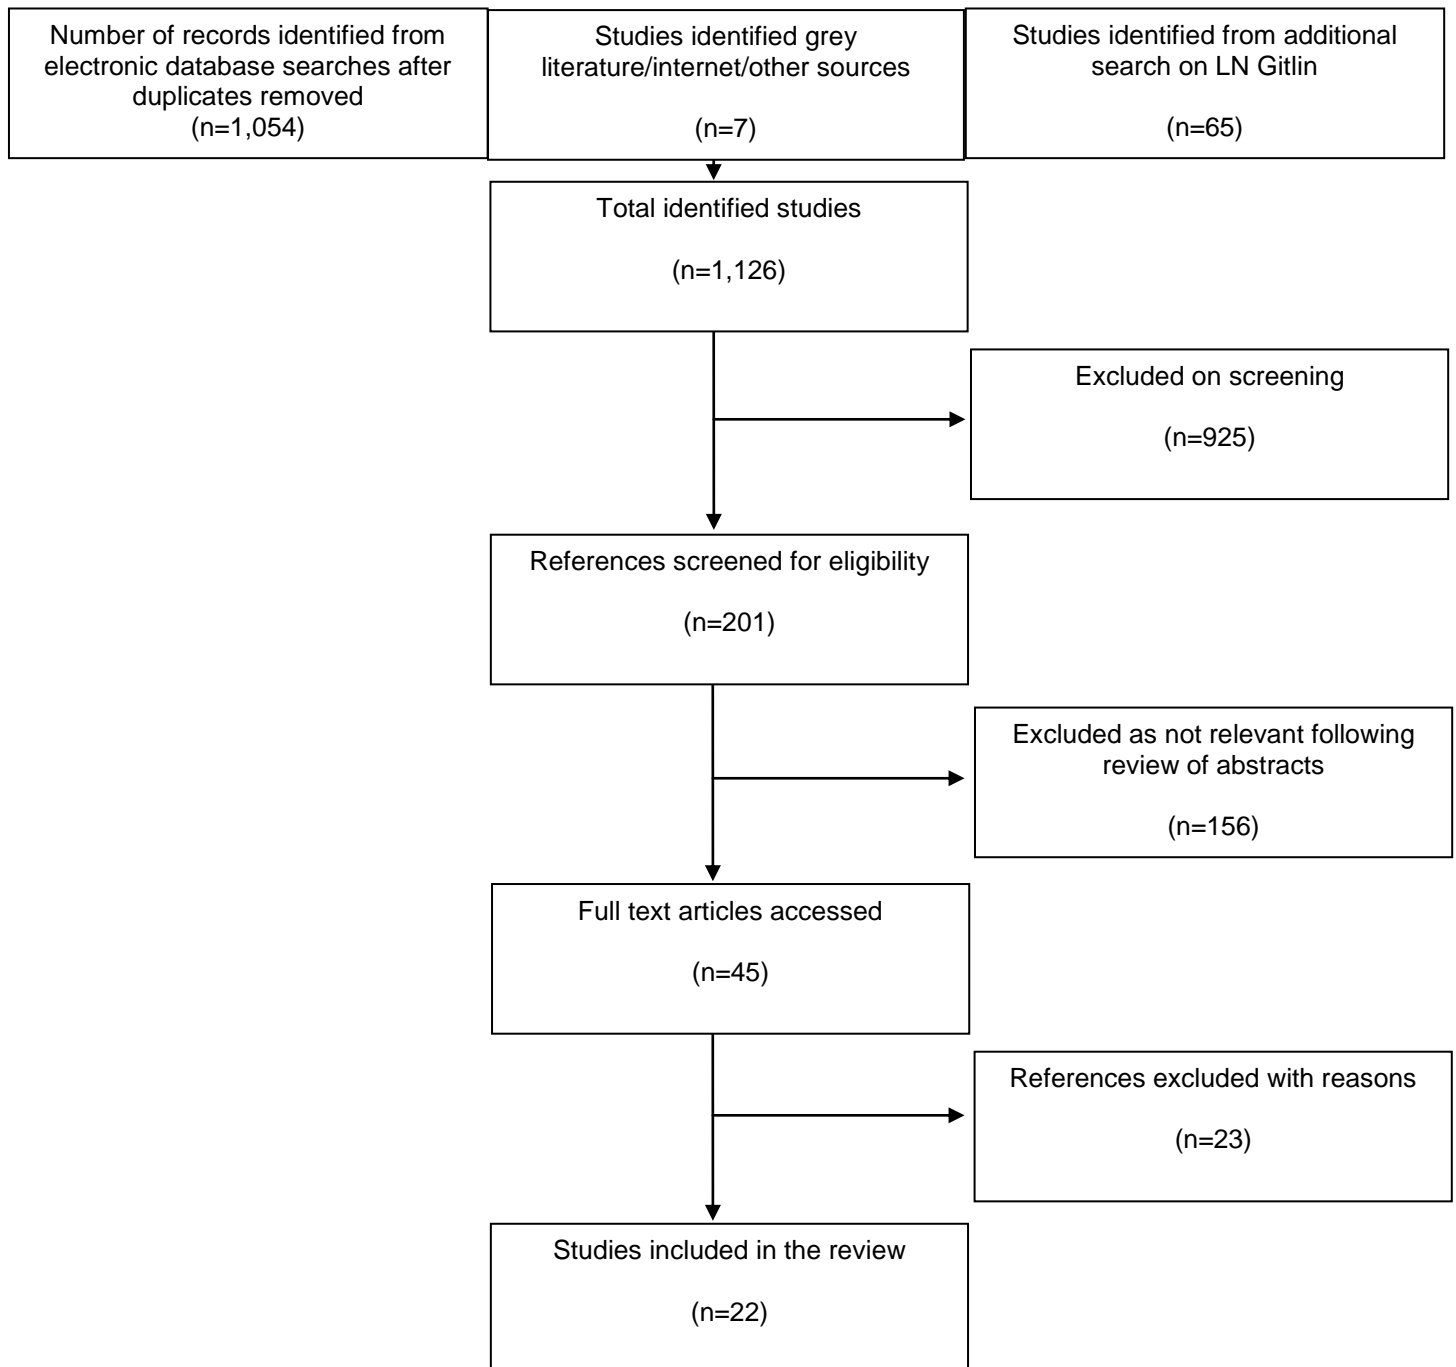 Number of records identified from
electronic database searches after
duplicates removed
(n=1,054)
Studies identified grey
literature/internet/other sources
(n=7)
Studies identified from additional
search on LN Gitlin
(n=65)
Total identified studies
(n=1,126)
Excluded on screening
(n=925)
References screened for eligibility
(n=201)
Excluded as not relevant following
review of abstracts
(n=156)
Full text articles accessed
(n=45)
References excluded with reasons
(n=23)
Studies included in the review
(n=22)